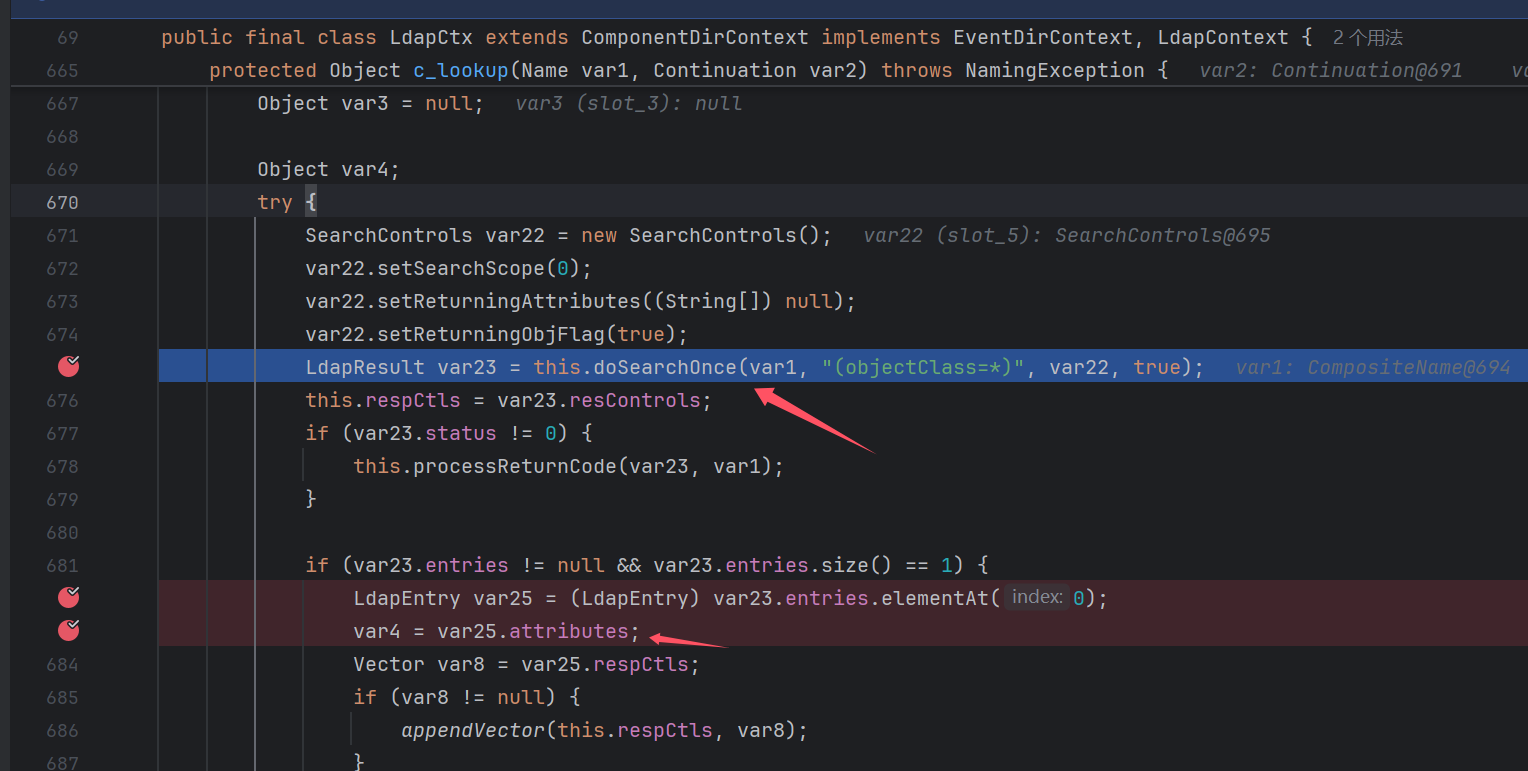 69 public final class LdapCtx extends ComponentDirContext implements EventDirContext, LdapContext { 2个用法
665 protected Object c_lookup(Name var1, Continuation var2) throws NamingException { var2: Continuation@691
667 Object var3 = null; var3 (slot_3): null
668
669 Object var4;
670 try {
671 SearchControls var22 = new SearchControls(); var22 (slot_5): SearchControls@695
672 var22.setSearchScope(0);
673 var22.setReturningAttributes((String[]) null);
674 var22.setReturningObjFlag(true);
LdapResult var23 = this.doSearchOnce(var1, "(objectClass=*)", var22, true); var1: CompositeName@694
676 this.respCtls = var23.resControls;
677 if (var23.status != 0) {
678 this.processReturnCode(var23, var1);
679 }
680
681 if (var23.entries != null && var23.entries.size() == 1) {
LdapEntry var25 = (LdapEntry) var23.entries.elementAt( index: 0);
var4 = var25.attributes;
684 Vector var8 = var25.respCtls;
685 if (var8 != null) {
686 appendVector(this.respCtls, var8);
687 }